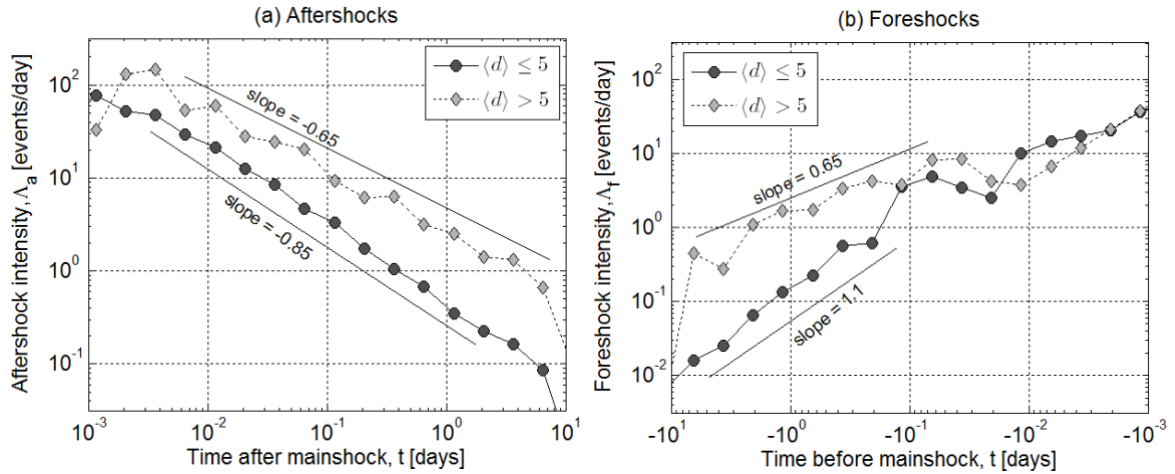 (a) Aftershocks
Aftershock intensity, Λₐ [events/day]
10²
10¹
10⁰
10⁻¹
⟨d⟩ ≤ 5
⟨d⟩ > 5
slope = -0.65
slope = -0.85
10⁻³ 10⁻² 10⁻¹ 10⁰ 10¹
Time after mainshock, t [days]
(b) Foreshocks
Foreshock intensity, Λ_f [events/day]
10²
10¹
10⁰
10⁻¹
10⁻²
⟨d⟩ ≤ 5
⟨d⟩ > 5
slope = 0.65
slope = 1.1
-10¹ -10⁰ -10⁻¹ -10⁻² -10⁻³
Time before mainshock, t [days]